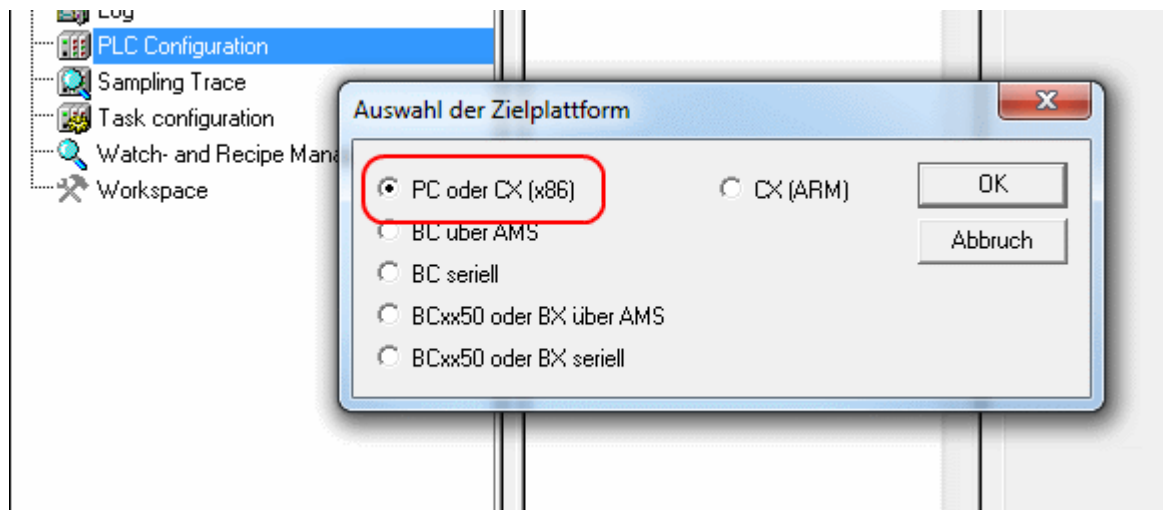 Log
PLC Configuration
Sampling Trace
Task configuration
Watch- and Recipe Mana
Workspace
Auswahl der Zielplattform
PC oder CX (x86)
CX (ARM)
OK
BC über AMS
Abbruch
BC seriell
BCxx50 oder BX über AMS
BCxx50 oder BX seriell